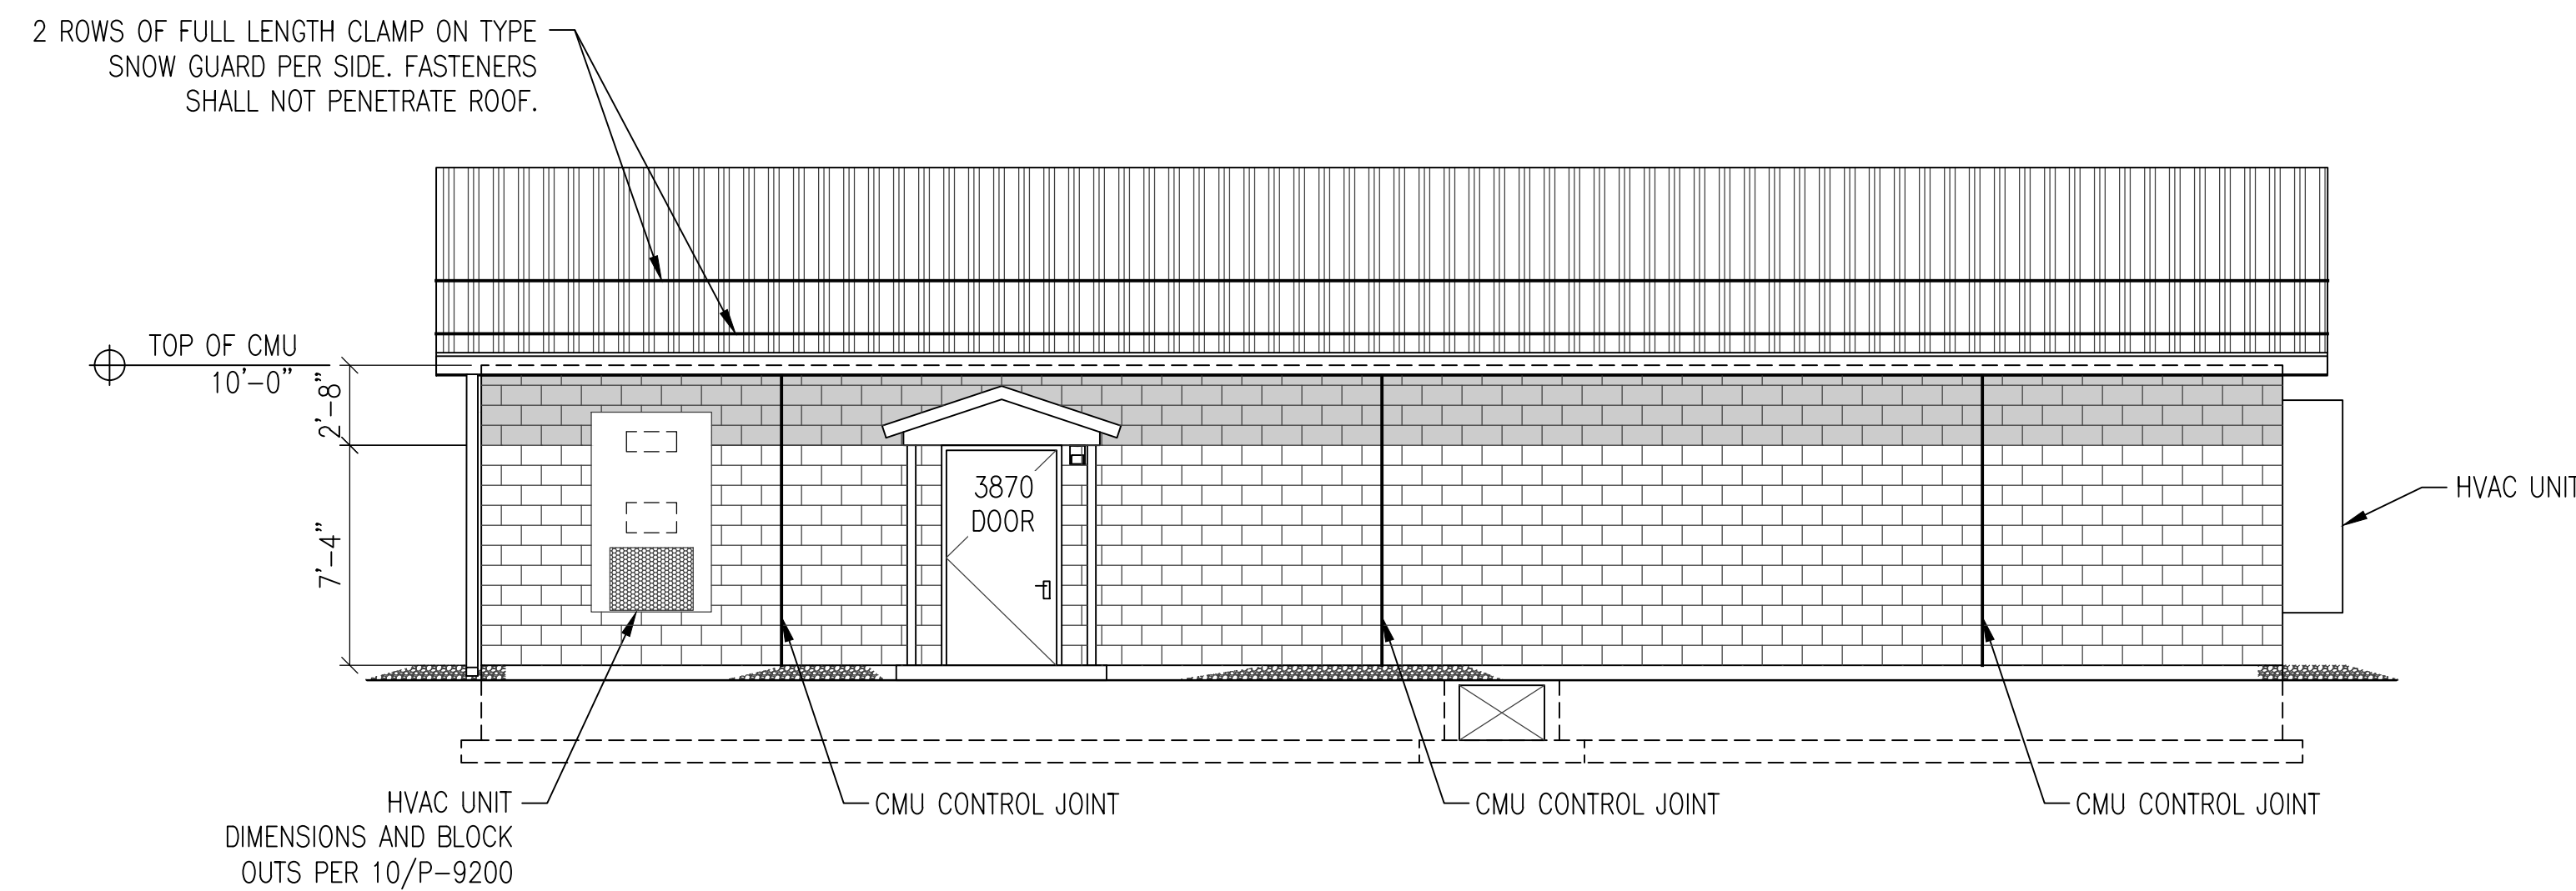 2 ROWS OF FULL LENGTH CLAMP ON TYPE
SNOW GUARD PER SIDE. FASTENERS
SHALL NOT PENETRATE ROOF.
TOP OF CMU
10'-0"
2'-8"
7'-4"
3870
DOOR
HVAC UNIT
HVAC UNIT
DIMENSIONS AND BLOCK
OUTS PER 10/P-9200
CMU CONTROL JOINT
CMU CONTROL JOINT
CMU CONTROL JOINT